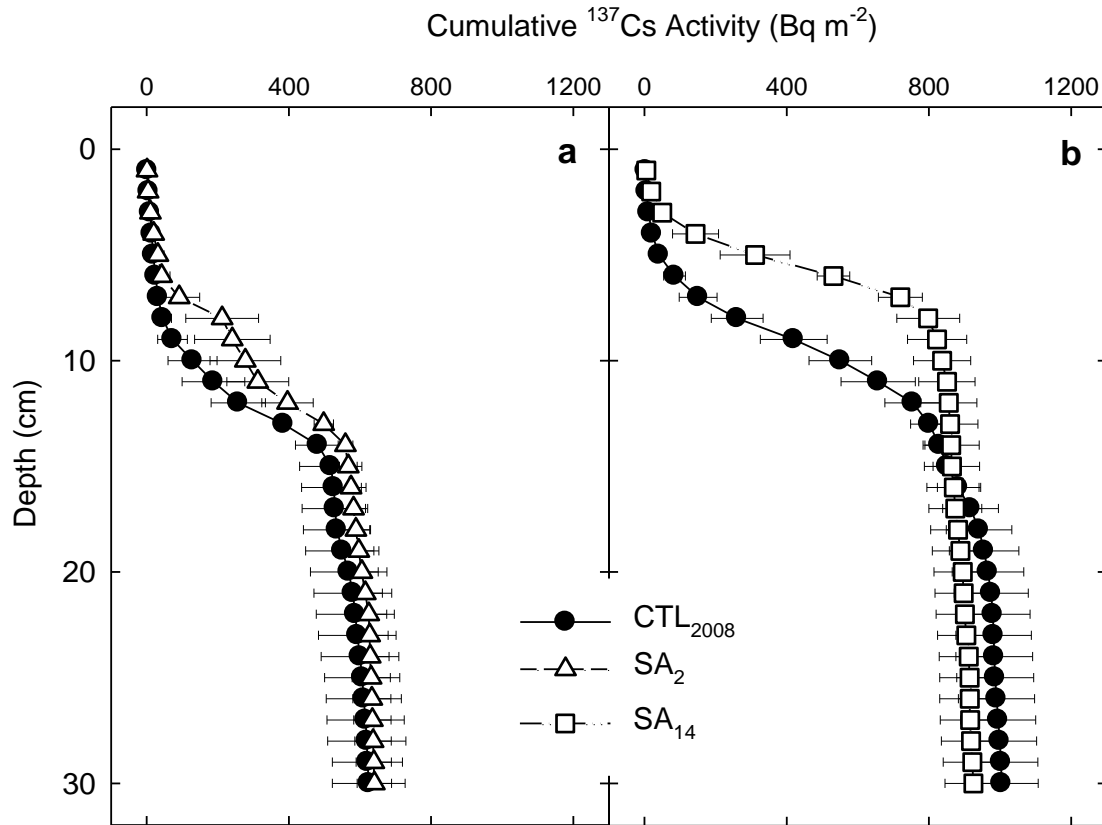 Cumulative ¹³⁷Cs Activity (Bq m⁻²)
0 400 800 1200 0 400 800 1200
a b
Depth (cm)
0
10
20
30
CTL₂₀₀₈
SA₂
SA₁₄